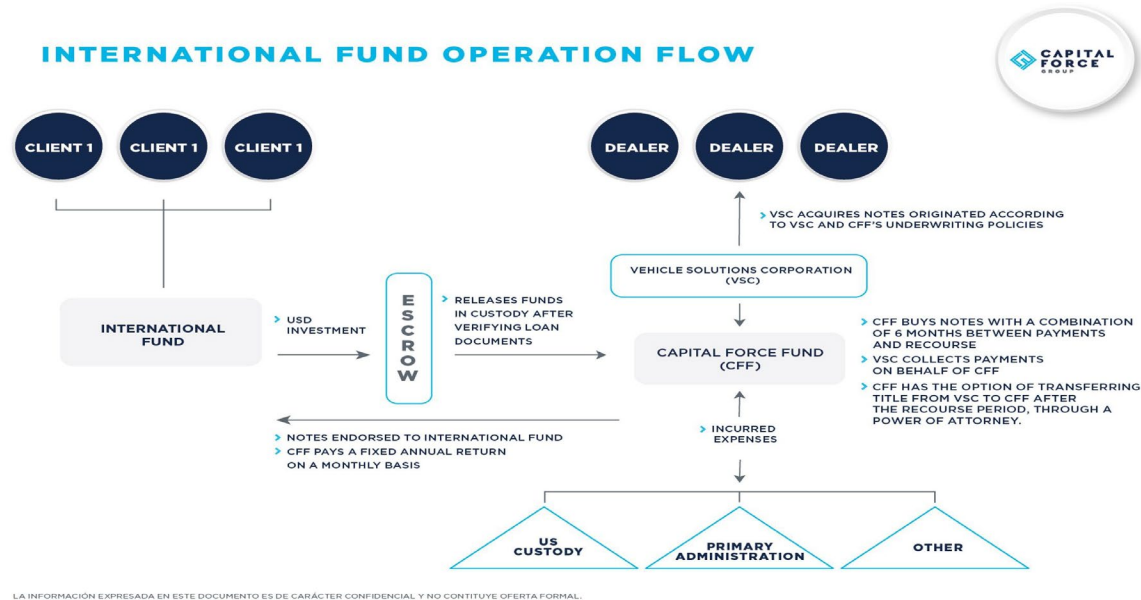 INTERNATIONAL FUND OPERATION FLOW
CAPITAL
FORCE
GROUP
CLIENT 1
CLIENT 1
CLIENT 1
DEALER
DEALER
DEALER
VSC ACQUIRES NOTES ORIGINATED ACCORDING
TO VSC AND CFF'S UNDERWRITING POLICIES
VEHICLE SOLUTIONS CORPORATION
(VSC)
INTERNATIONAL
FUND
USD
INVESTMENT
ESCROW
RELEASES FUNDS
IN CUSTODY AFTER
VERIFYING LOAN
DOCUMENTS
CAPITAL FORCE FUND
(CFF)
CFF BUYS NOTES WITH A COMBINATION
OF 6 MONTHS BETWEEN PAYMENTS
AND RECOURSE
VSC COLLECTS PAYMENTS
ON BEHALF OF CFF
CFF HAS THE OPTION OF TRANSFERRING
TITLE FROM VSC TO CFF AFTER
THE RECOURSE PERIOD, THROUGH A
POWER OF ATTORNEY.
NOTES ENDORSED TO INTERNATIONAL FUND
CFF PAYS A FIXED ANNUAL RETURN
ON A MONTHLY BASIS
INCURRED
EXPENSES
US
CUSTODY
PRIMARY
ADMINISTRATION
OTHER
LA INFORMACIÓN EXPRESADA EN ESTE DOCUMENTO ES DE CARÁCTER CONFIDENCIAL Y NO CONTITUYE OFERTA FORMAL.